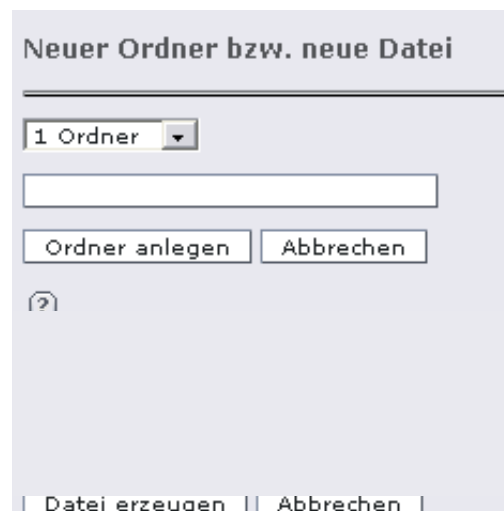 Neuer Ordner bzw. neue Datei
1 Ordner
Ordner anlegen Abbrechen
?
Datei erzeugen Abbrechen